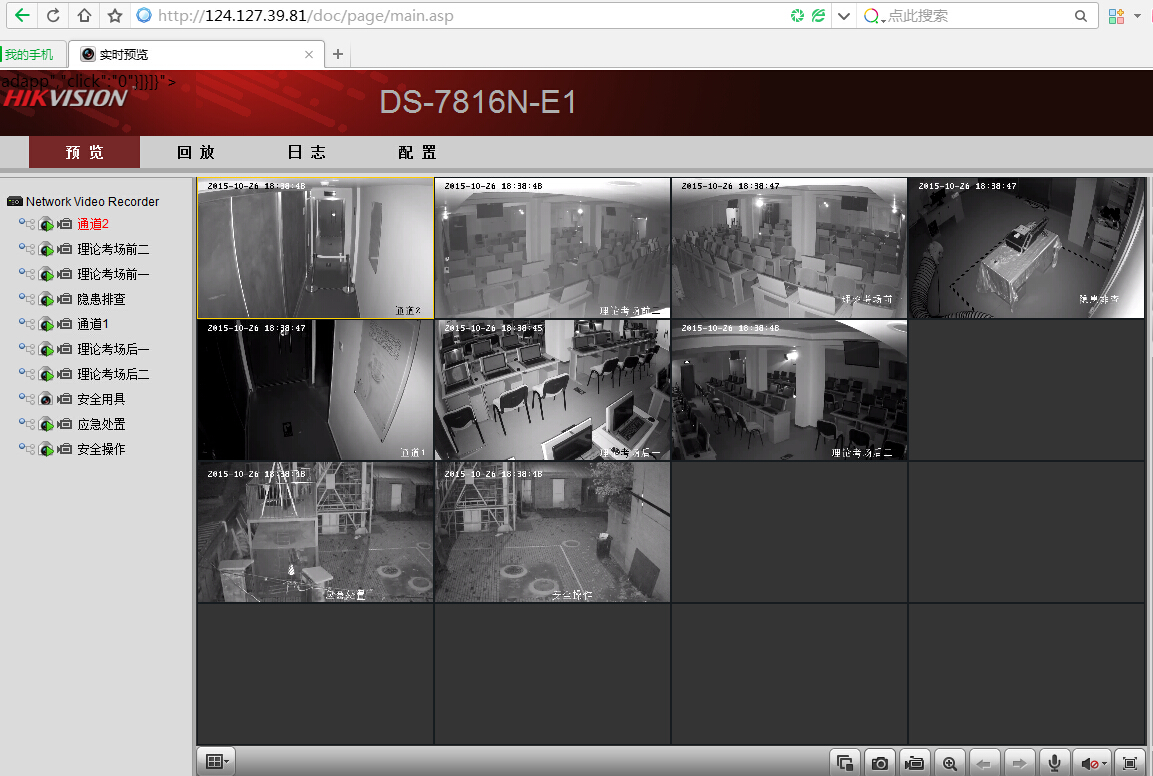 http://124.127.39.81/doc/page/main.asp
点此搜索
我的手机
实时预览
adapp","click":"0"}]}]}">
HIKVISION
DS-7816N-E1
预 览
回 放
日 志
配 置
Network Video Recorder
通道2
理论考场前二
理论考场前一
隐患排查
通道1
理论考场后一
理论考场后二
安全用具
应急处置
安全操作
2015-10-26 18:38:48
通道2
2015-10-26 18:38:48
理论考场前二
2015-10-26 18:38:47
理论考场前
2015-10-26 18:38:47
隐患排查
2015-10-26 18:38:47
通道1
2015-10-26 18:38:45
理论考场后一
2015-10-26 18:38:48
理论考场后二
2015-10-26 18:38:48
应急处置
2015-10-26 18:38:48
安全操作